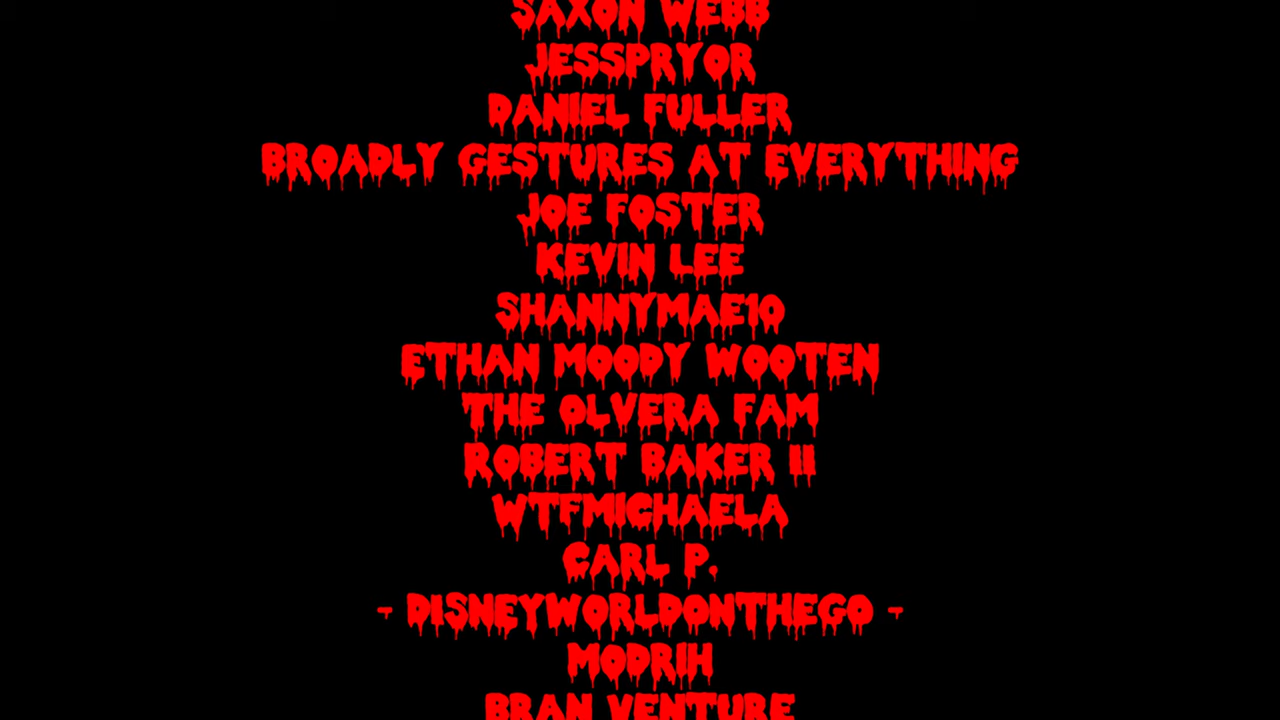 SAXON WEBB
JESSPRYOR
DANIEL FULLER
BROADLY GESTURES AT EVERYTHING
JOE FOSTER
KEVIN LEE
SHANNYMAE10
ETHAN MOODY WOOTEN
THE OLVERA FAM
ROBERT BAKER II
WTFMICHAELA
CARL P.
- DISNEYWORLDONTHEGO -
MODRIH
BRAN VENTURE